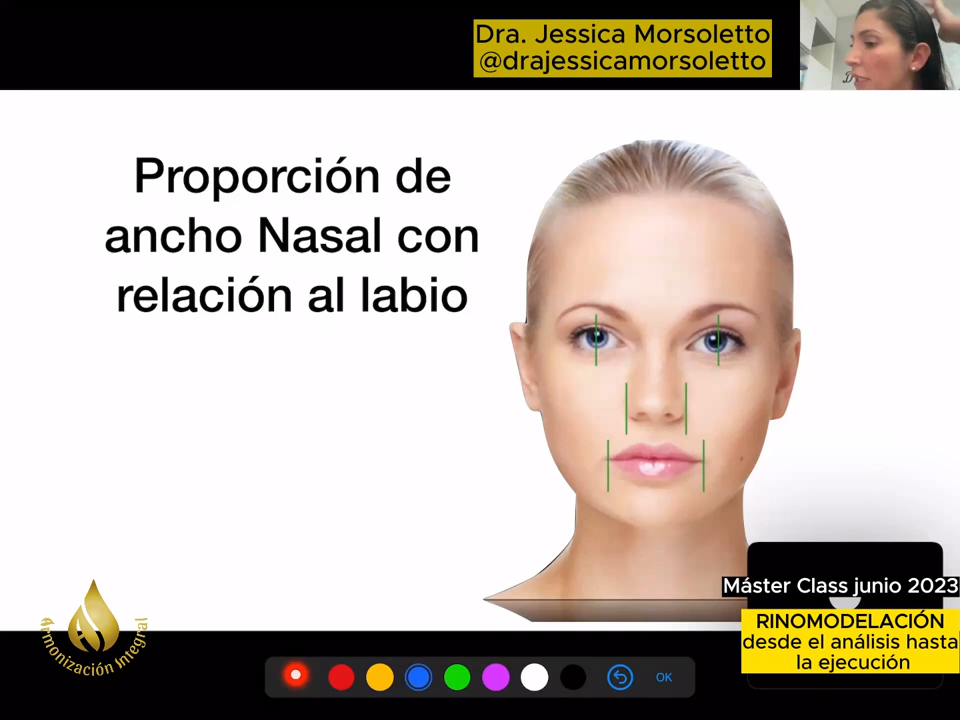 Dra. Jessica Morsoletto
@drajessicamorsoletto
Proporción de
ancho Nasal con
relación al labio
Armonización Integral
Máster Class junio 2023
RINOMODELACIÓN
desde el análisis hasta
la ejecución
OK